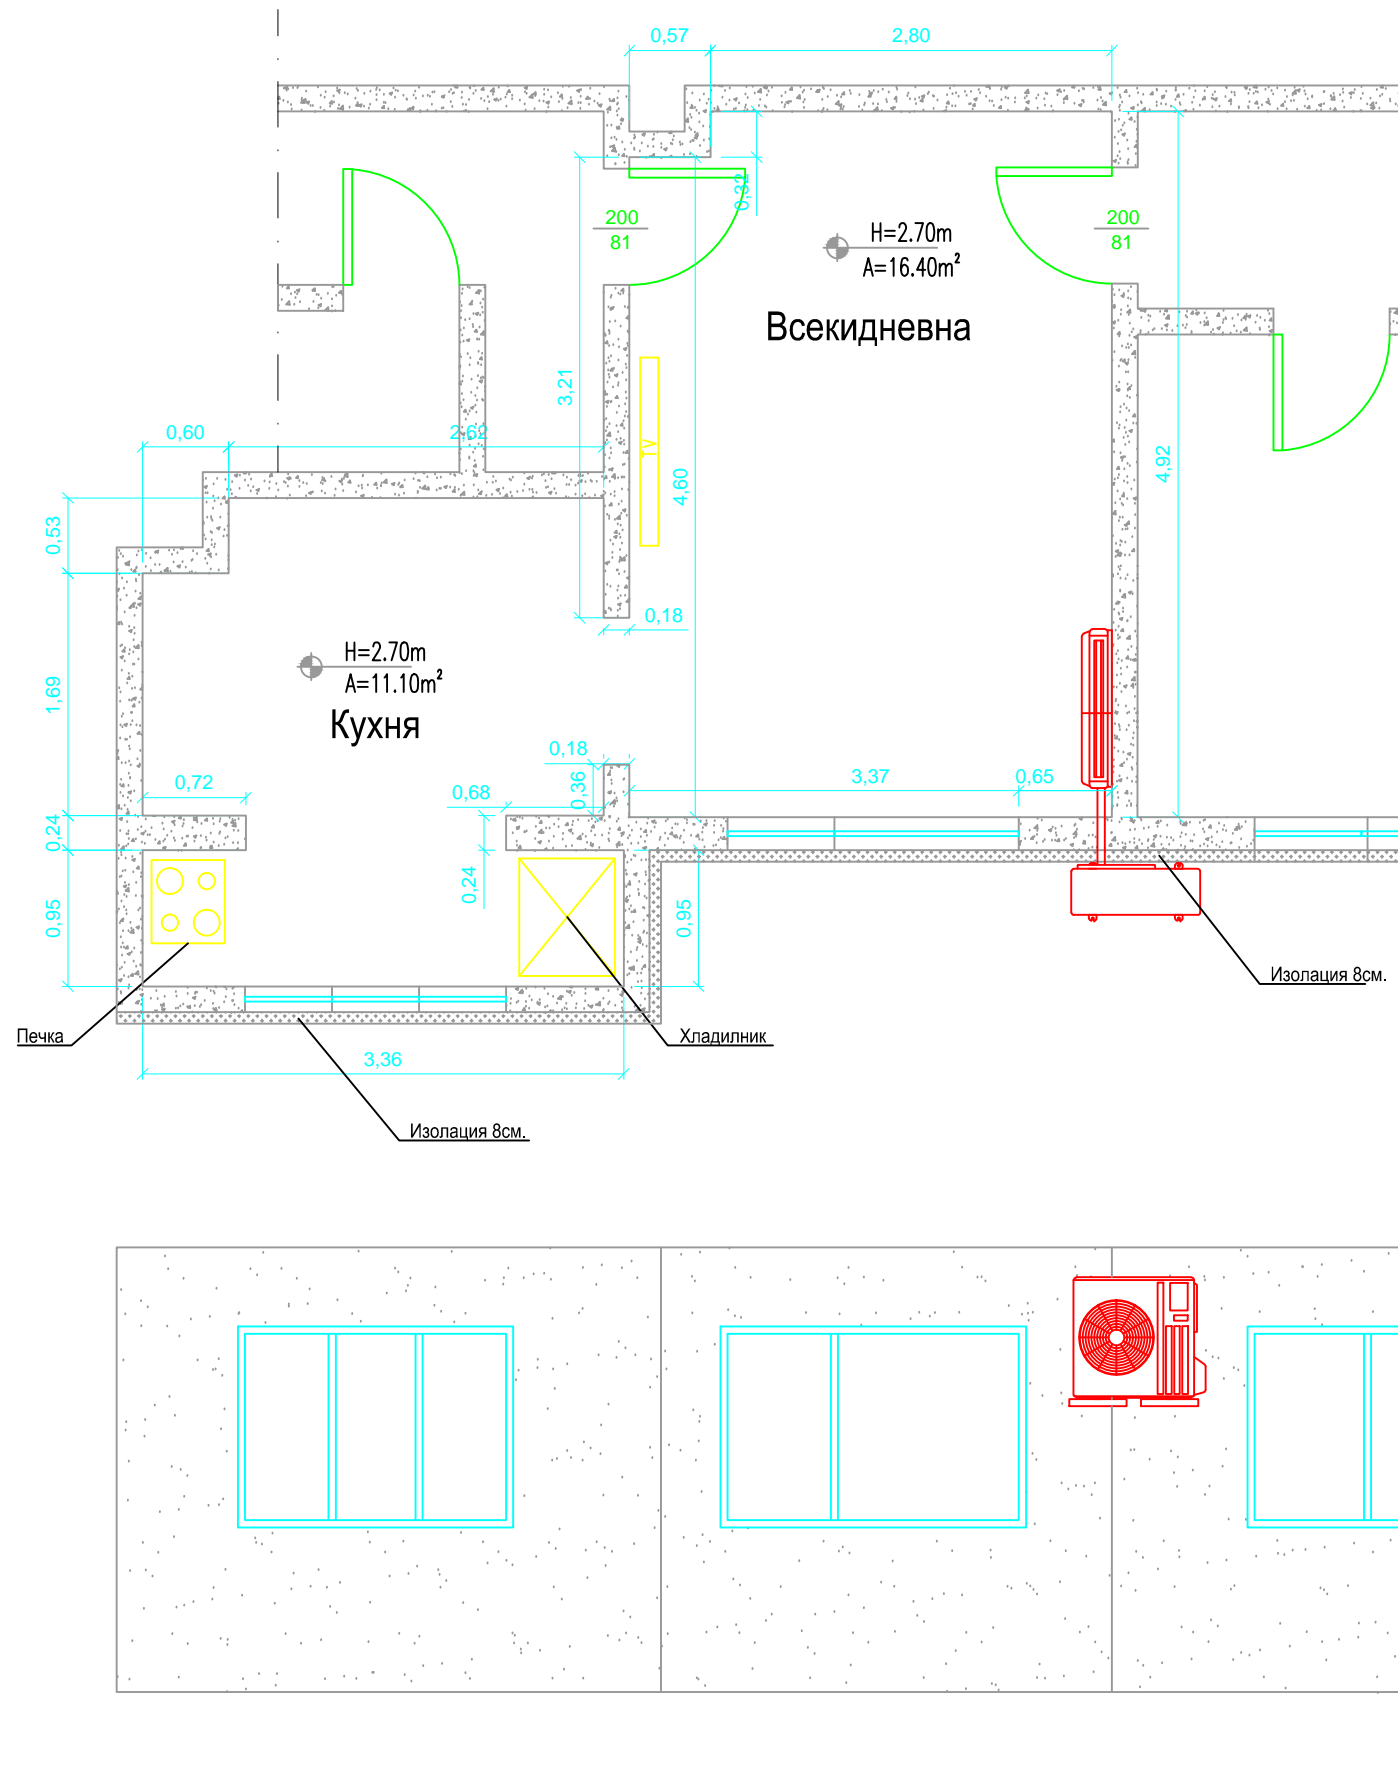 0,57
2,80
0,32
200
81
H=2.70m
A=16.40m²
200
81
Всекидневна
3,21
TV
0,60
2,62
4,60
4,92
0,53
0,18
H=2.70m
A=11.10m²
Кухня
1,69
0,18
0,72
0,68
0,36
3,37
0,65
0,24
0,24
0,95
0,95
Изолация 8см.
Печка
Хладилник
3,36
Изолация 8см.